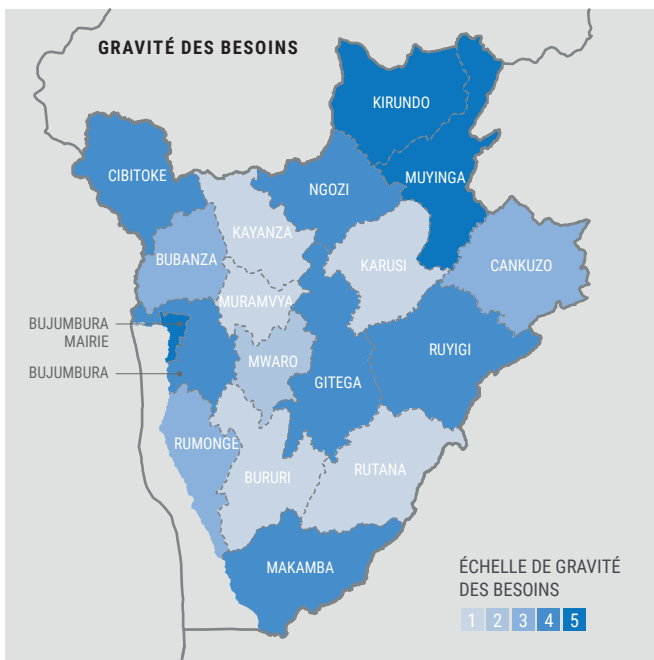 GRAVITÉ DES BESOINS
KIRUNDO
CIBITOKE
NGOZI
MUYINGA
KAYANZA
BUBANZA
KARUSI
CANKUZO
MURAMVYA
BUJUMBURA
MAIRIE
RUYIGI
MWARO
BUJUMBURA
GITEGA
RUMONGE
BURURI
RUTANA
MAKAMBA
ÉCHELLE DE GRAVITÉ
DES BESOINS
1 2 3 4 5